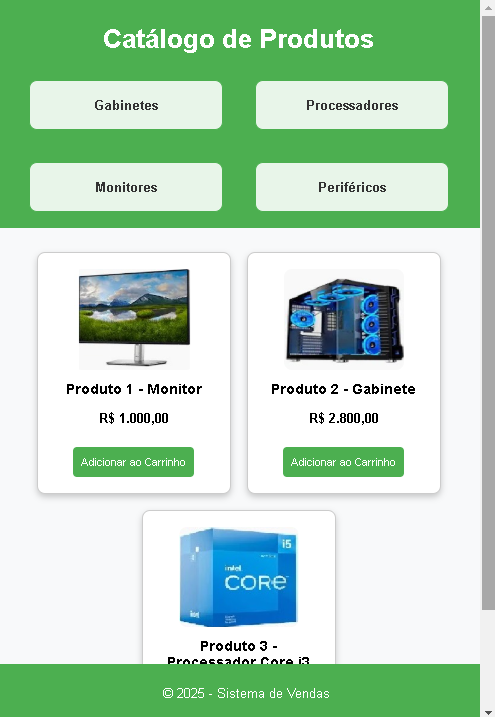 Catálogo de Produtos
Gabinetes
Processadores
Monitores
Periféricos
Produto 1 - Monitor
R$ 1.000,00
Adicionar ao Carrinho
Produto 2 - Gabinete
R$ 2.800,00
Adicionar ao Carrinho
i5
intel
CORE
Produto 3 -
Processador Core i3
© 2025 - Sistema de Vendas